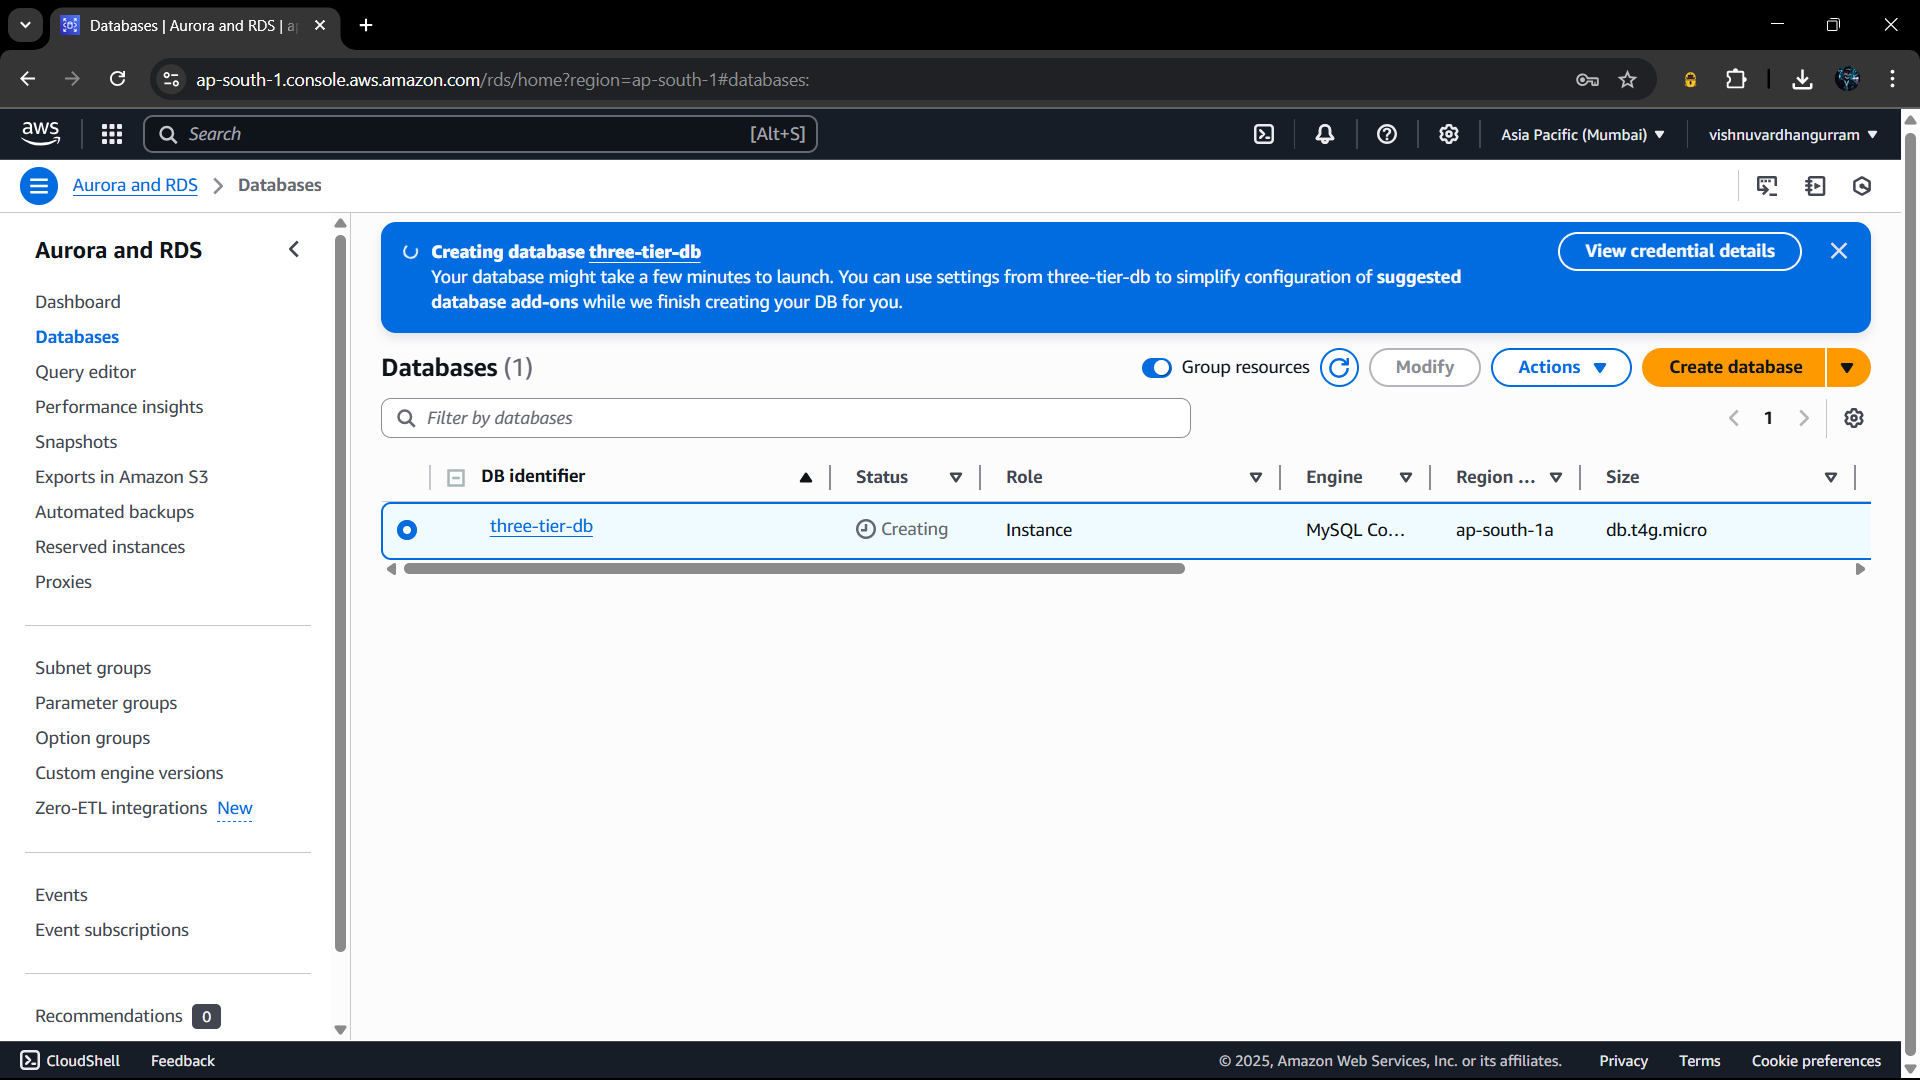 Databases | Aurora and RDS | a
ap-south-1.console.aws.amazon.com/rds/home?region=ap-south-1#databases:
aws
Search
[Alt+S]
Asia Pacific (Mumbai)
vishnuvardhangurram
Aurora and RDS
Databases
Aurora and RDS
Dashboard
Databases
Query editor
Performance insights
Snapshots
Exports in Amazon S3
Automated backups
Reserved instances
Proxies
Subnet groups
Parameter groups
Option groups
Custom engine versions
Zero-ETL integrations New
Events
Event subscriptions
Recommendations 0
Creating database three-tier-db
Your database might take a few minutes to launch. You can use settings from three-tier-db to simplify configuration of suggested
database add-ons while we finish creating your DB for you.
View credential details
Databases (1)
Group resources
Modify
Actions
Create database
Filter by databases
1
DB identifier
Status
Role
Engine
Region ...
Size
three-tier-db
Creating
Instance
MySQL Co...
ap-south-1a
db.t4g.micro
CloudShell
Feedback
© 2025, Amazon Web Services, Inc. or its affiliates.
Privacy
Terms
Cookie preferences